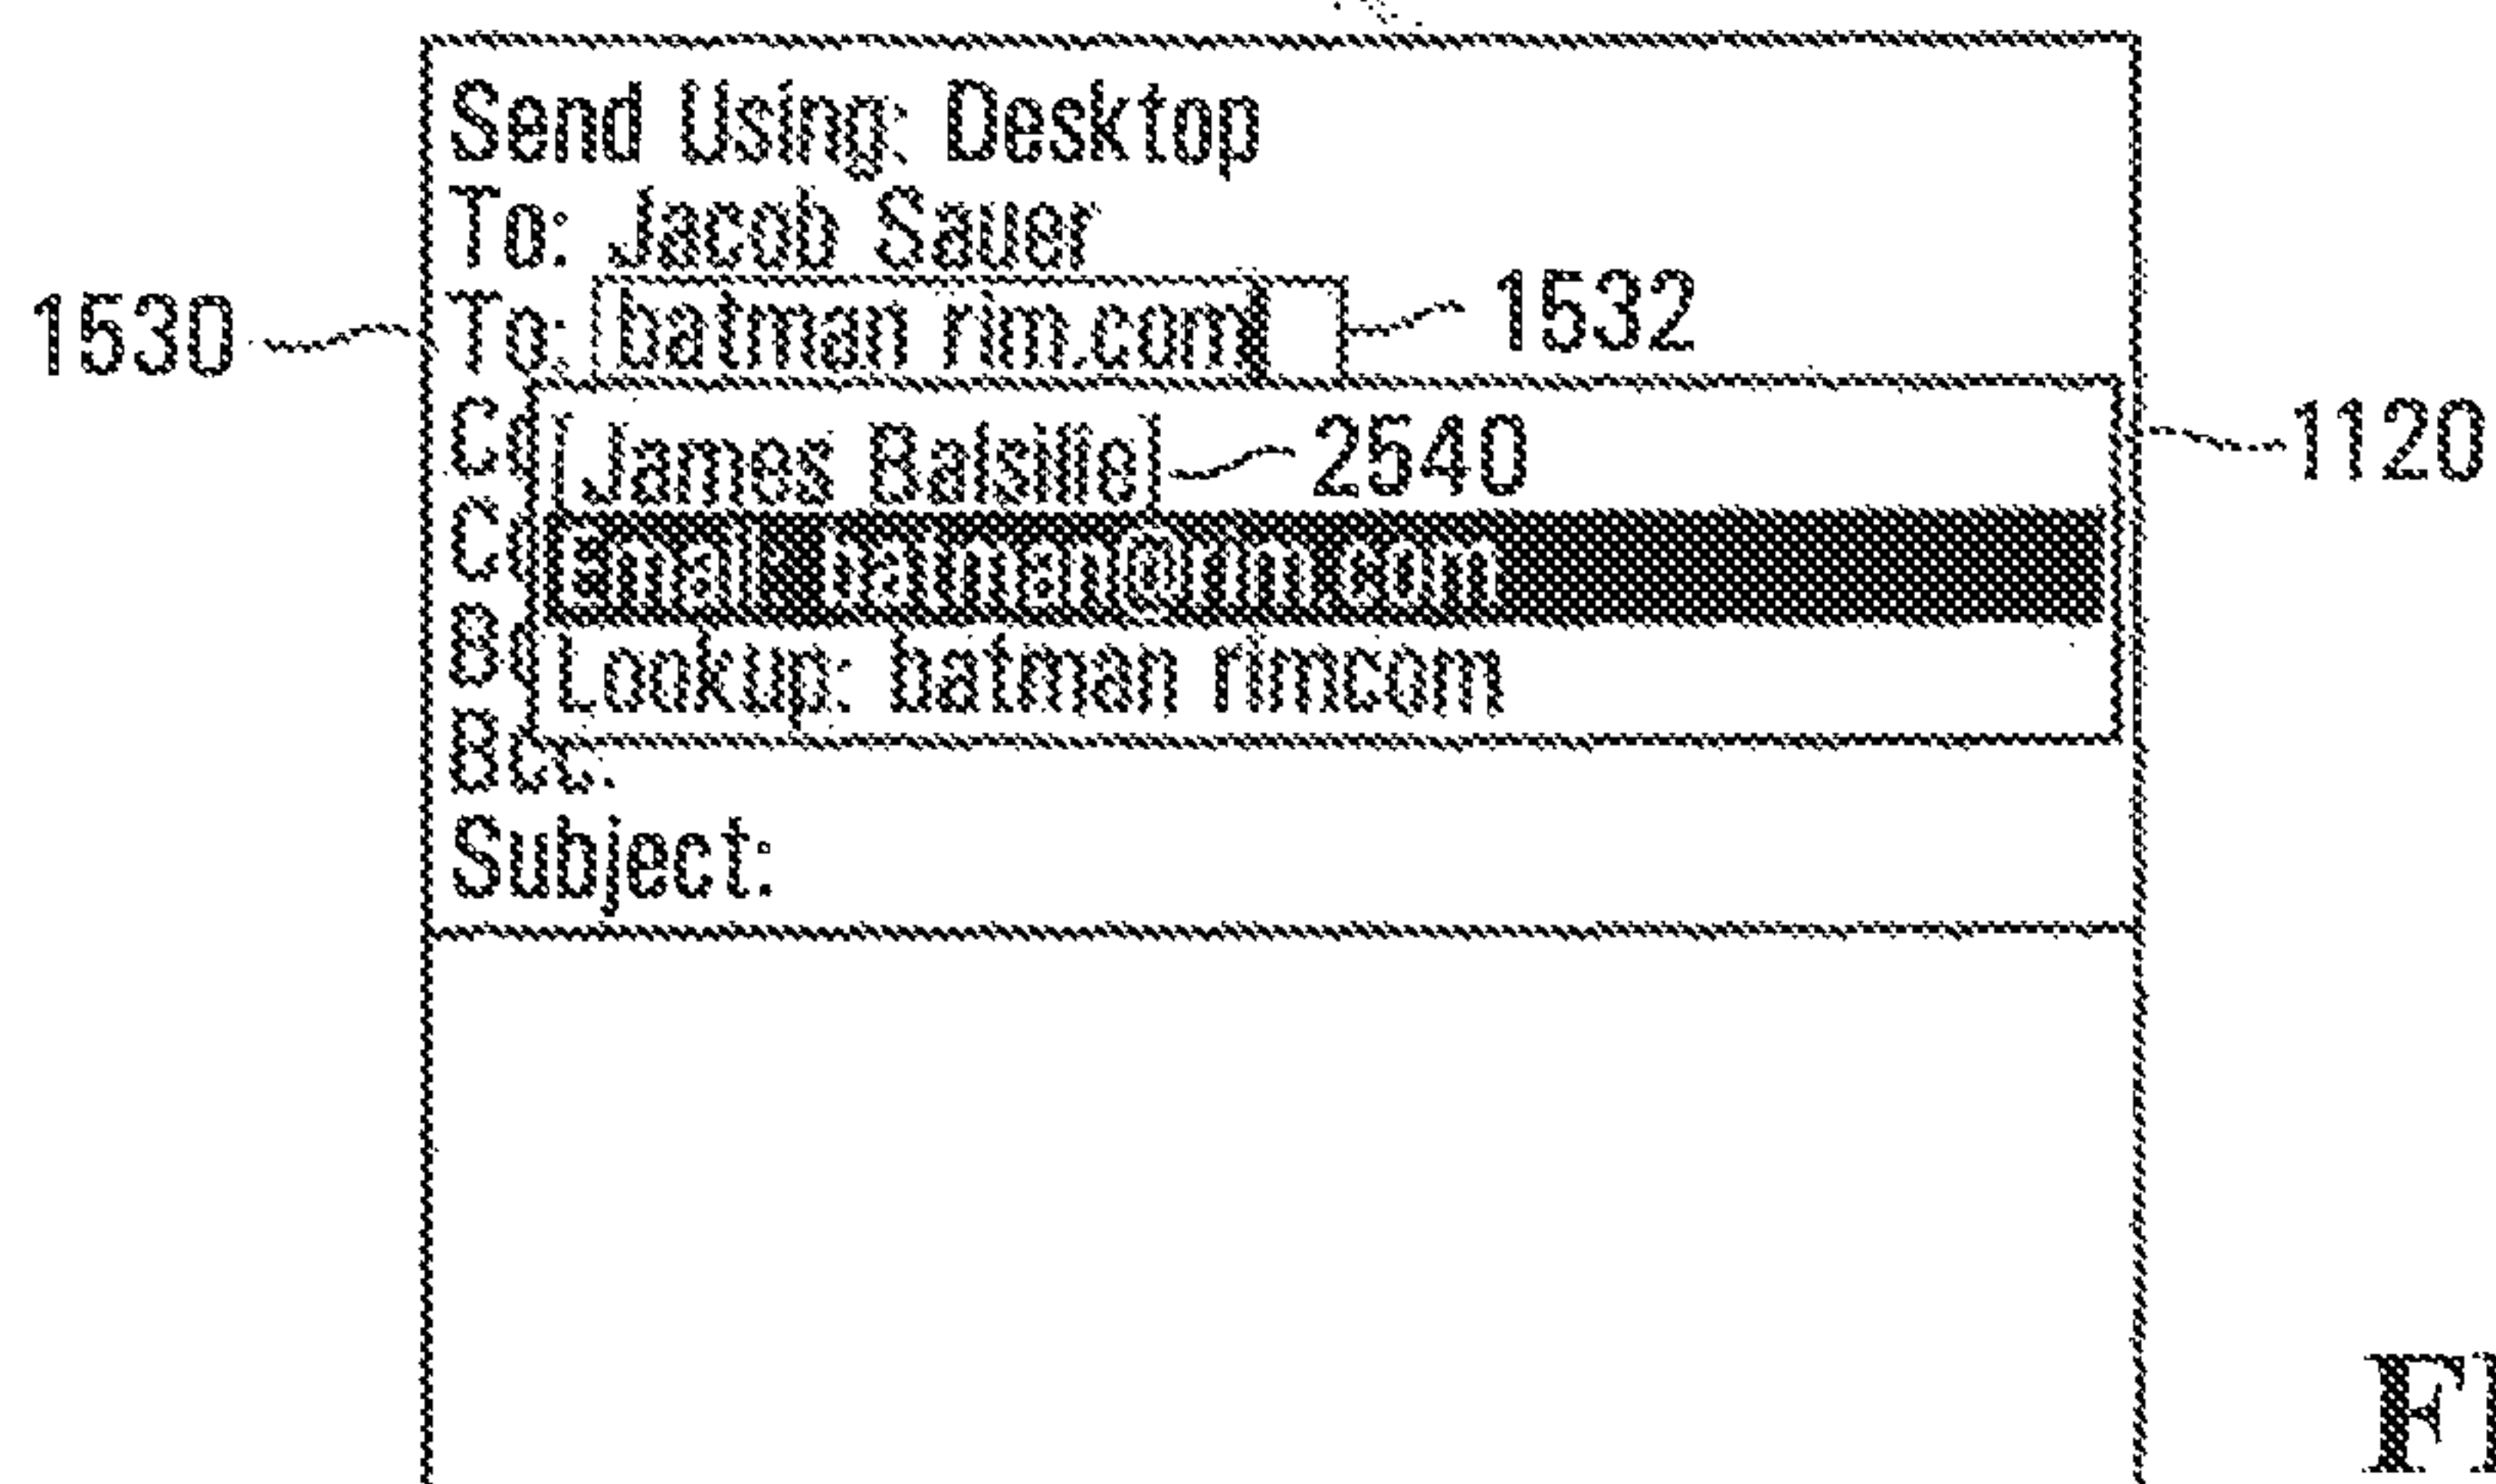 Send Using: Desktop
To: Jacob Sauer
1530 To: batman rim.com 1532
James Balsillie 2540
1120
Email: batman@rim.com
Lookup: batman rimcom
Bcc:
Subject: